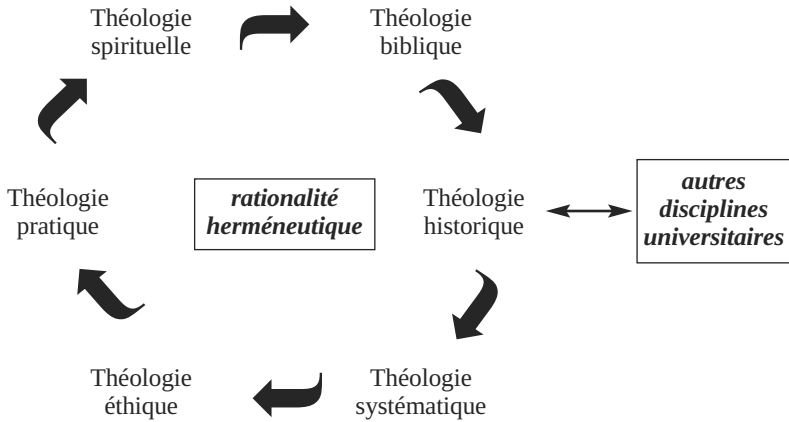 Théologie
spirituelle
Théologie
biblique
Théologie
pratique
rationalité
herméneutique
Théologie
historique
autres
disciplines
universitaires
Théologie
éthique
Théologie
systématique